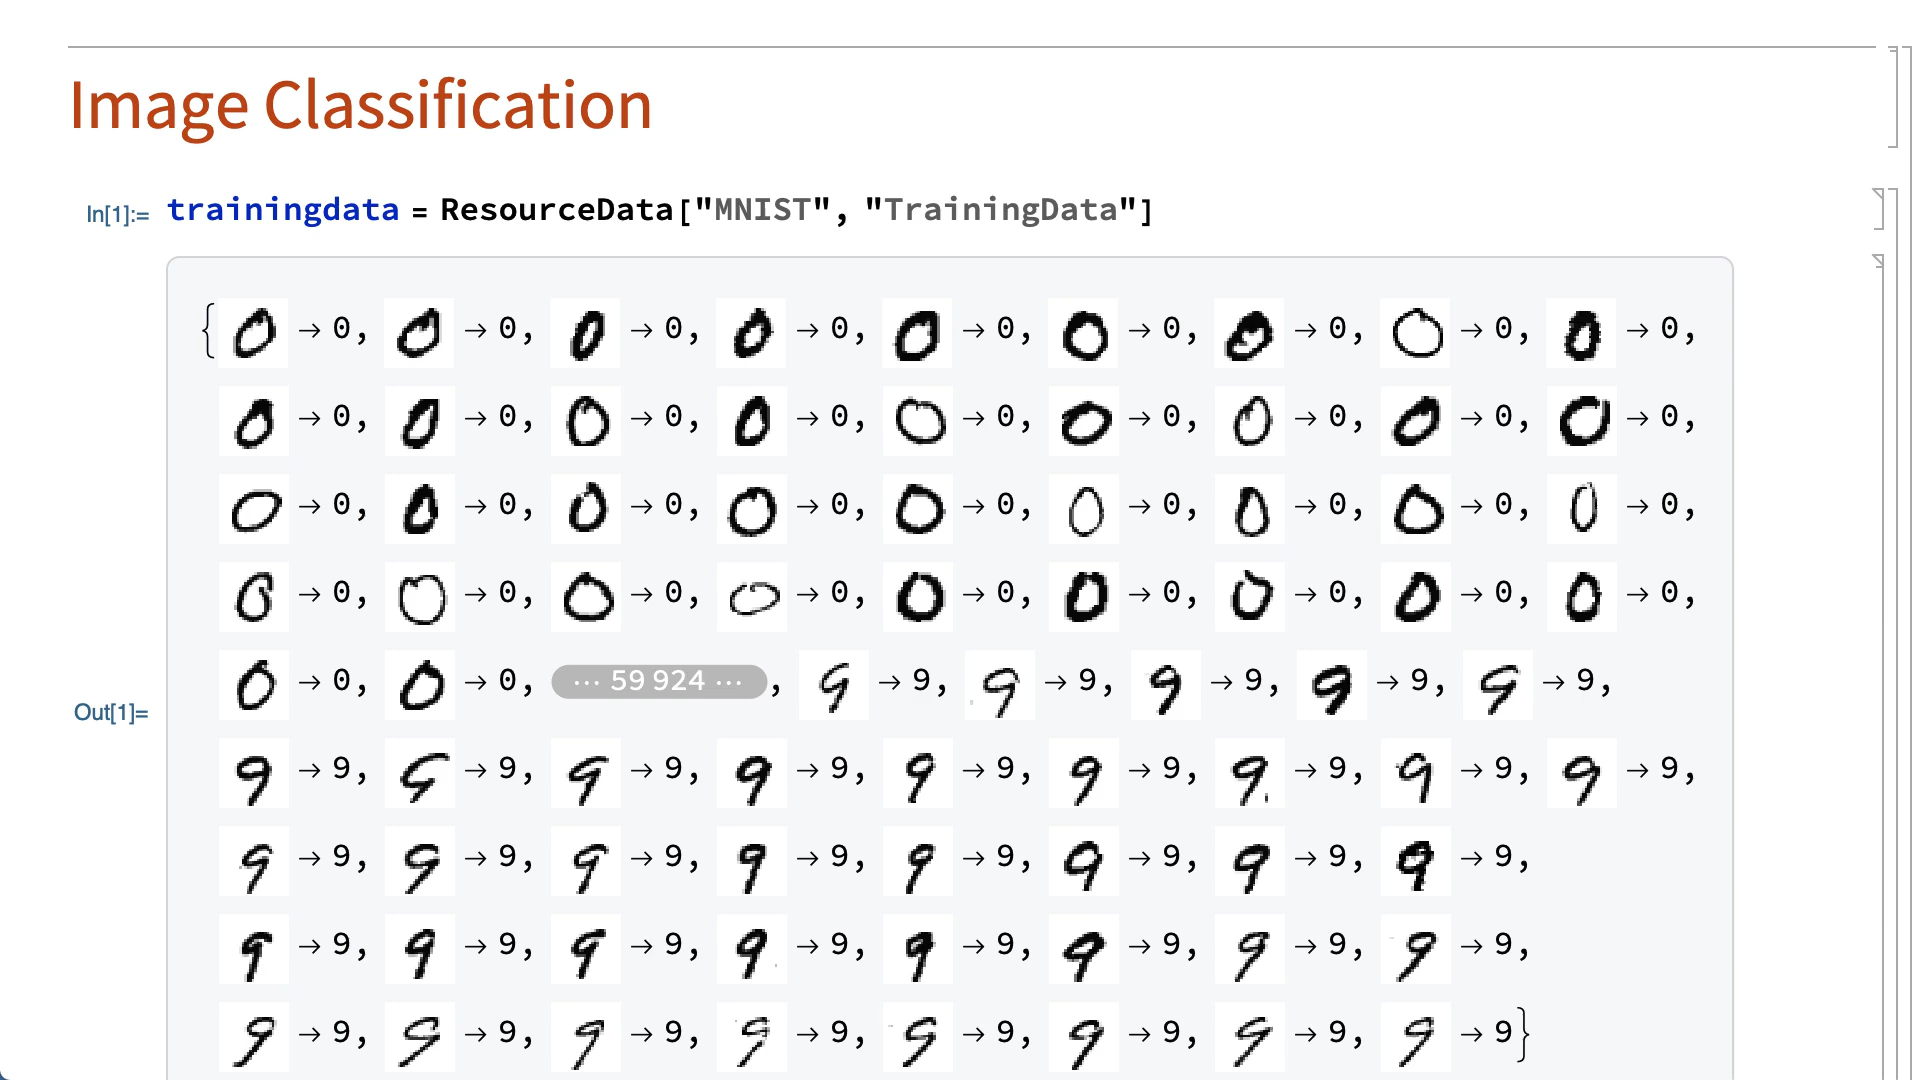 Image Classification
In[1]:= trainingdata = ResourceData["MNIST", "TrainingData"]
{0 → 0, 0 → 0, 0 → 0, 0 → 0, 0 → 0, 0 → 0, 0 → 0, 0 → 0, 0 → 0,
0 → 0, 0 → 0, 0 → 0, 0 → 0, 0 → 0, 0 → 0, 0 → 0, 0 → 0, 0 → 0,
0 → 0, 0 → 0, 0 → 0, 0 → 0, 0 → 0, 0 → 0, 0 → 0, 0 → 0, 0 → 0,
0 → 0, 0 → 0, 0 → 0, 0 → 0, 0 → 0, 0 → 0, 0 → 0, 0 → 0, 0 → 0,
0 → 0, 0 → 0, ⋯ 59 924 ⋯, 9 → 9, 9 → 9, 9 → 9, 9 → 9, 9 → 9,
Out[1]=
9 → 9, 9 → 9, 9 → 9, 9 → 9, 9 → 9, 9 → 9, 9 → 9, 9 → 9, 9 → 9,
9 → 9, 9 → 9, 9 → 9, 9 → 9, 9 → 9, 9 → 9, 9 → 9, 9 → 9,
9 → 9, 9 → 9, 9 → 9, 9 → 9, 9 → 9, 9 → 9, 9 → 9, 9 → 9,
9 → 9, 9 → 9, 9 → 9, 9 → 9, 9 → 9, 9 → 9, 9 → 9, 9 → 9}